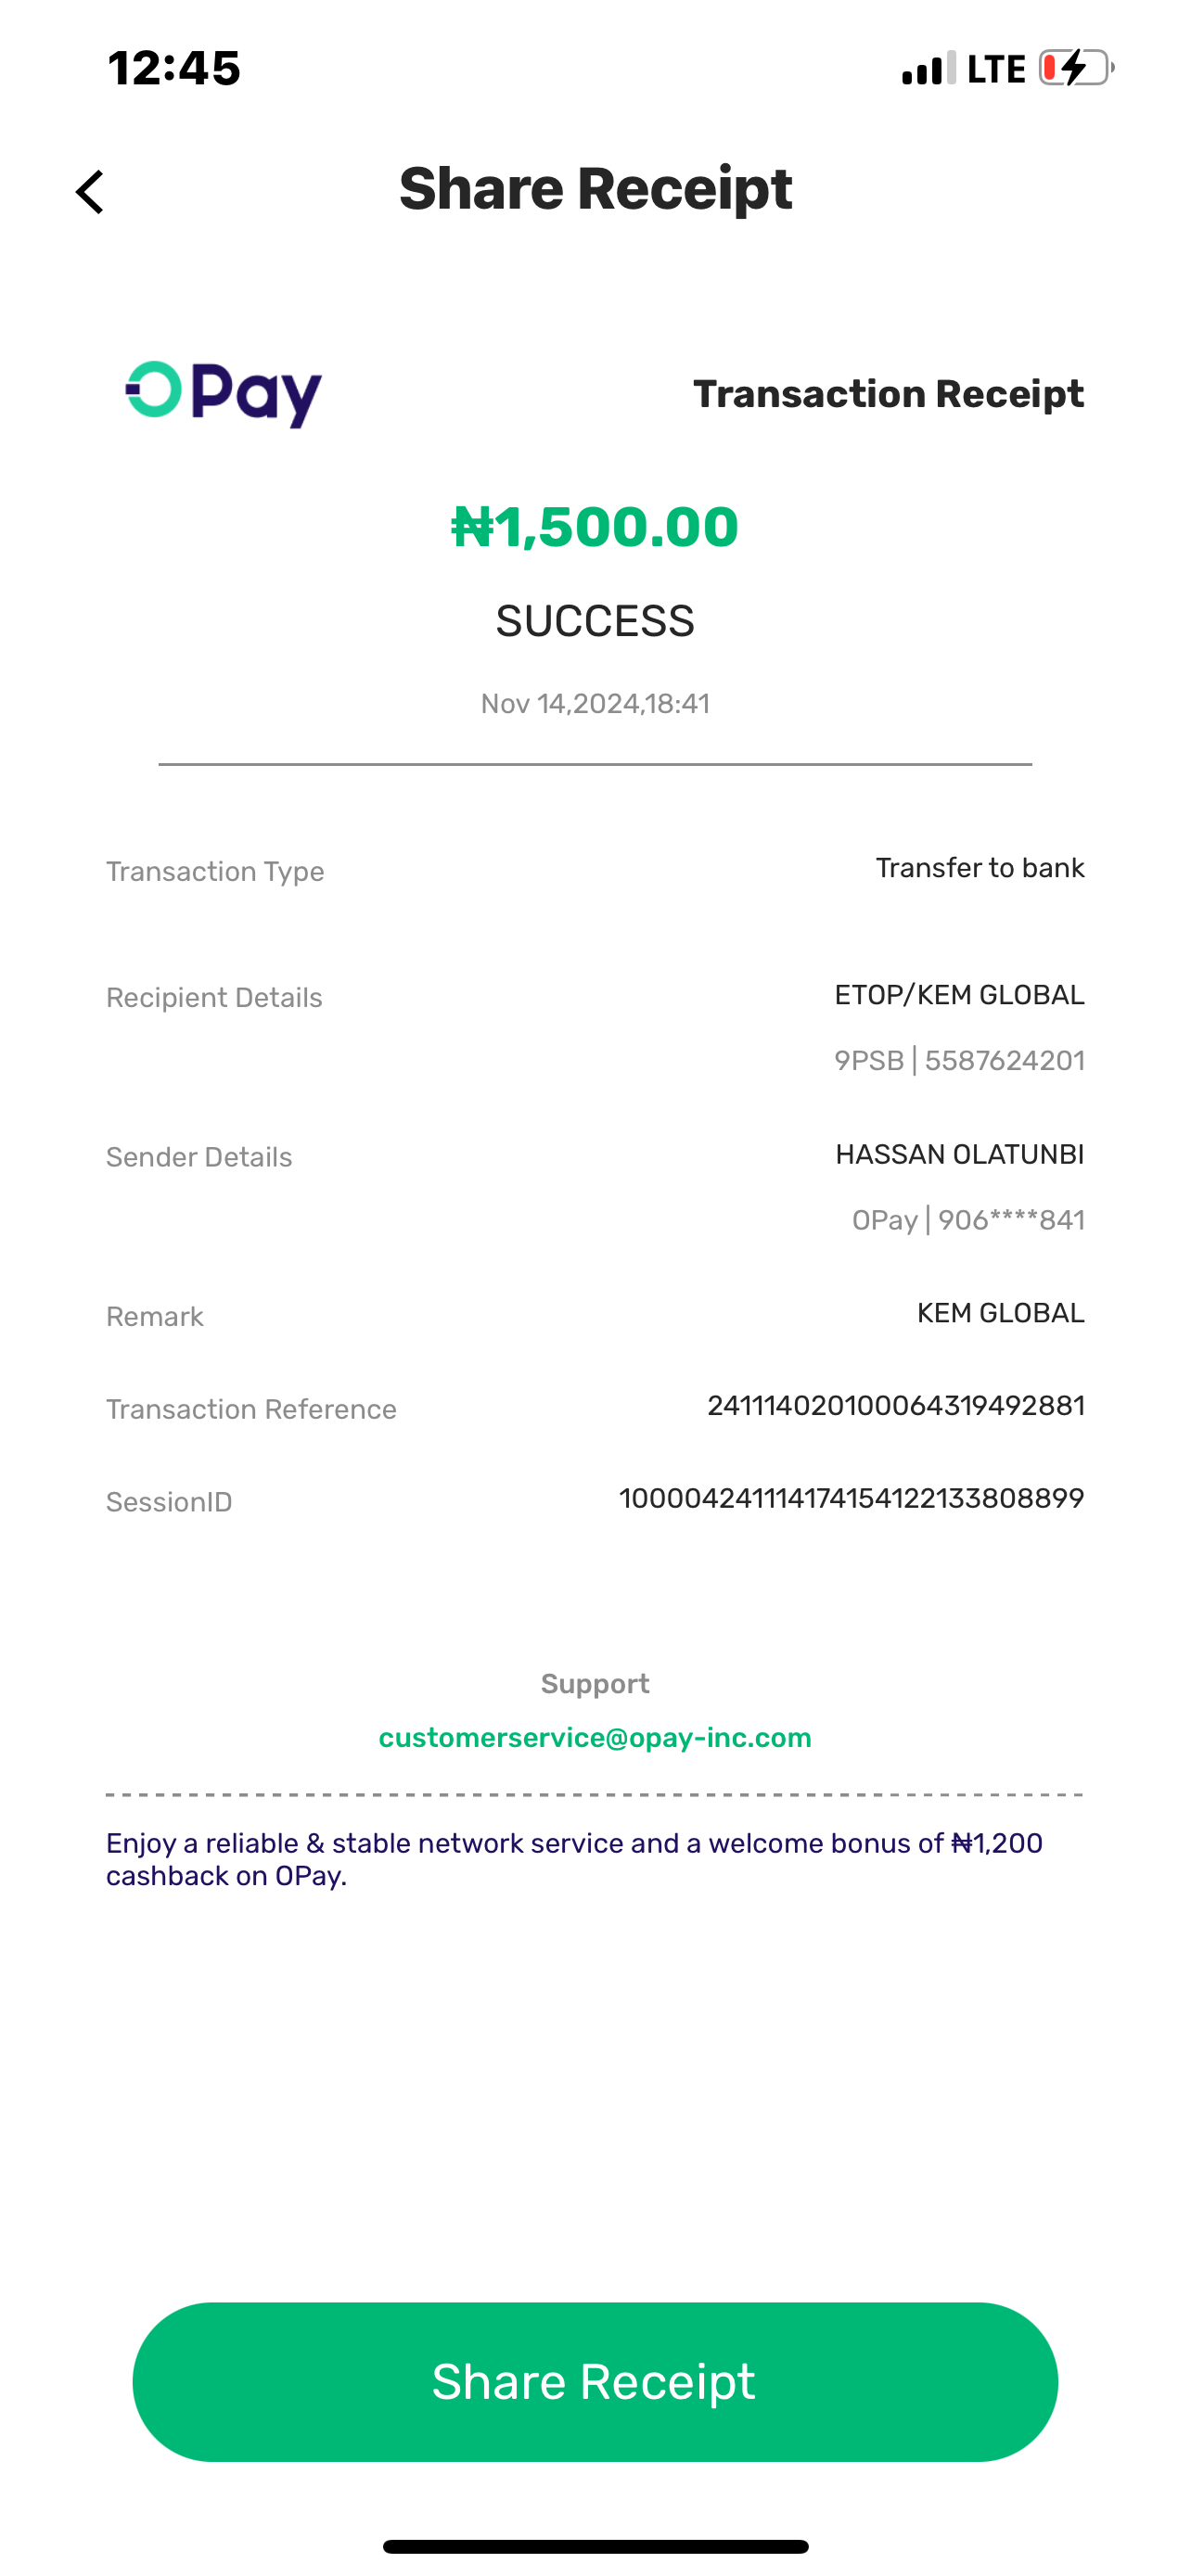 12:45 LTE
Share Receipt
OPay Transaction Receipt
₦1,500.00
SUCCESS
Nov 14,2024,18:41
Transaction Type Transfer to bank
Recipient Details ETOP/KEM GLOBAL
9PSB | 5587624201
Sender Details HASSAN OLATUNBI
OPay | 906****841
Remark KEM GLOBAL
Transaction Reference 241114020100064319492881
SessionID 100004241114174154122133808899
Support
customerservice@opay-inc.com
Enjoy a reliable & stable network service and a welcome bonus of ₦1,200
cashback on OPay.
Share Receipt